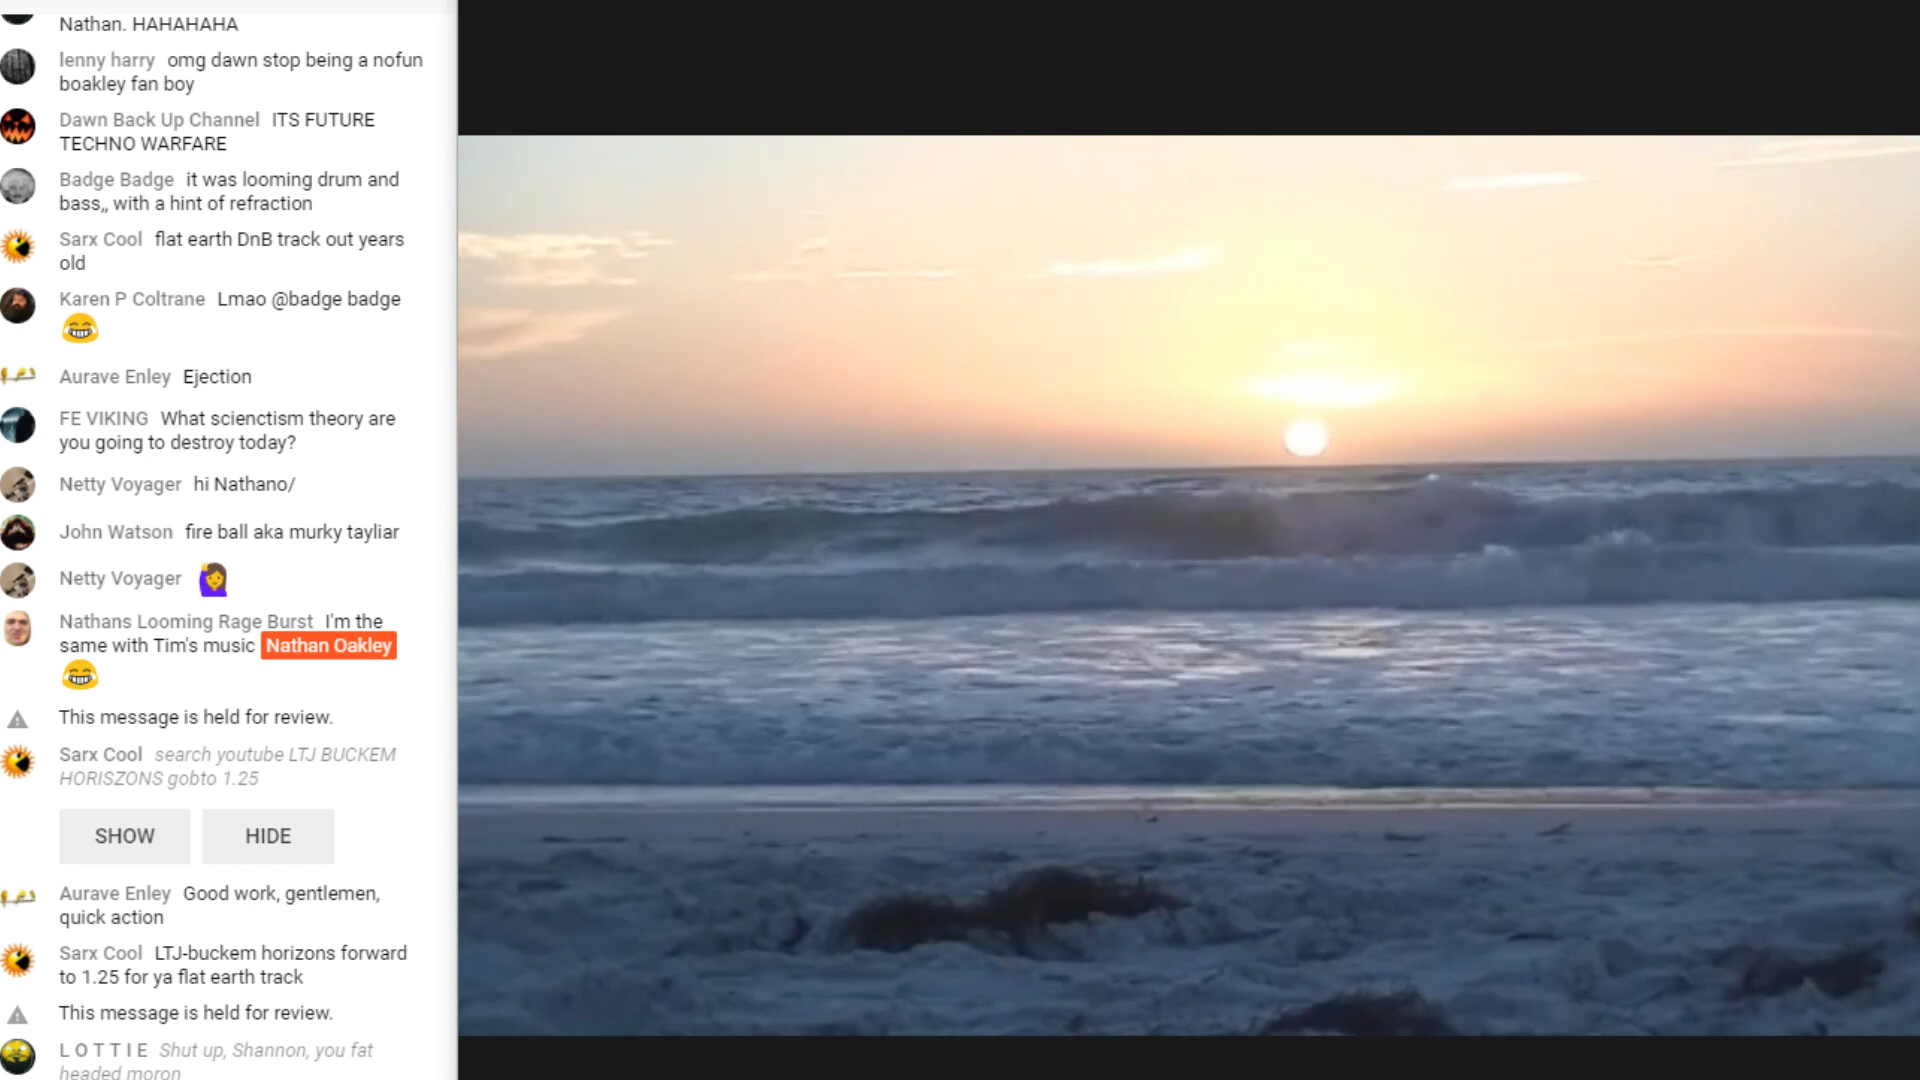 Nathan. HAHAHAHA
lenny harry omg dawn stop being a nofun
boakley fan boy
Dawn Back Up Channel ITS FUTURE
TECHNO WARFARE
Badge Badge it was looming drum and
bass,, with a hint of refraction
Sarx Cool flat earth DnB track out years
old
Karen P Coltrane Lmao @badge badge
Aurave Enley Ejection
FE VIKING What scienctism theory are
you going to destroy today?
Netty Voyager hi Nathano/
John Watson fire ball aka murky tayliar
Netty Voyager
Nathans Looming Rage Burst I'm the
same with Tim's music Nathan Oakley
This message is held for review.
Sarx Cool search youtube LTJ BUCKEM
HORISZONS gobto 1.25
SHOW HIDE
Aurave Enley Good work, gentlemen,
quick action
Sarx Cool LTJ-buckem horizons forward
to 1.25 for ya flat earth track
This message is held for review.
L O T T I E Shut up, Shannon, you fat
headed moron